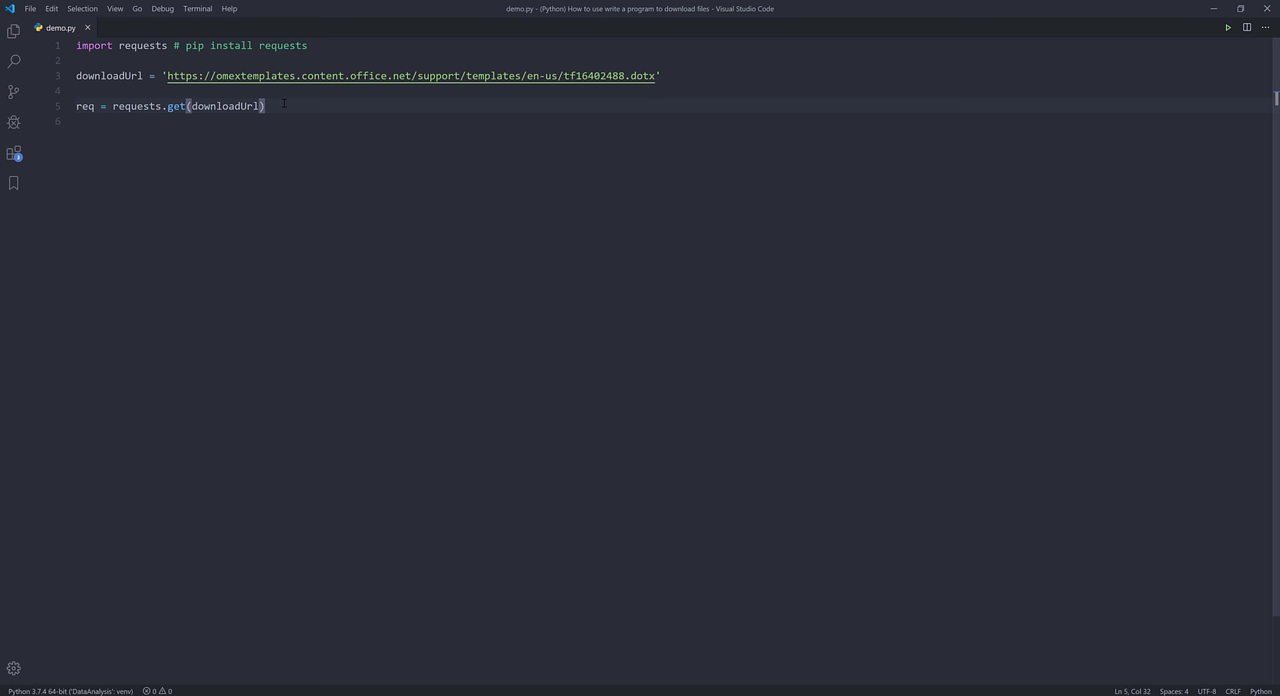 File Edit Selection View Go Debug Terminal Help
demo.py - (Python) How to use write a program to download files - Visual Studio Code
demo.py
1 import requests # pip install requests
2
3 downloadUrl = 'https://omextemplates.content.office.net/support/templates/en-us/tf16402488.dotx'
4
5 req = requests.get(downloadUrl)
6
3
Python 3.7.4 64-bit ('DataAnalysis': venv) 0 0 Ln 5, Col 32 Spaces: 4 UTF-8 CRLF Python